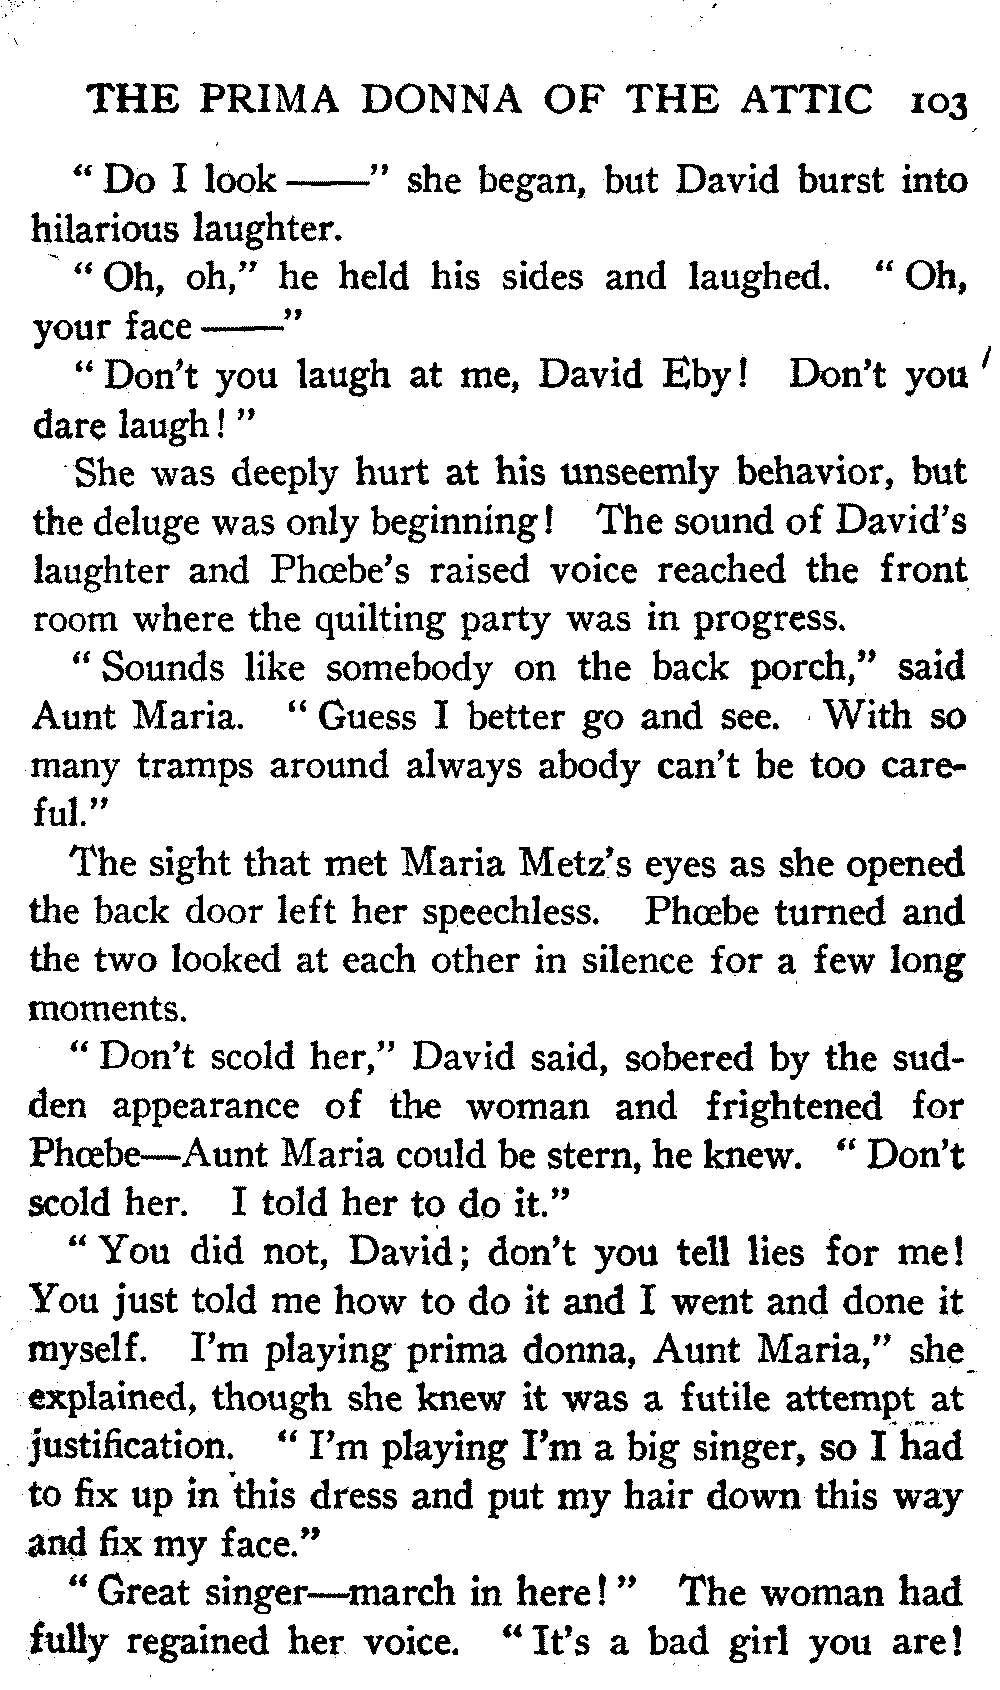 THE PRIMA DONNA OF THE ATTIC 103
" Do I look ——" she began, but David burst into
hilarious laughter.
" Oh, oh," he held his sides and laughed. " Oh,
your face ——"
" Don't you laugh at me, David Eby! Don't you
dare laugh! "
She was deeply hurt at his unseemly behavior, but
the deluge was only beginning! The sound of David's
laughter and Phœbe's raised voice reached the front
room where the quilting party was in progress.
" Sounds like somebody on the back porch," said
Aunt Maria. " Guess I better go and see. With so
many tramps around always abody can't be too care-
ful."
The sight that met Maria Metz's eyes as she opened
the back door left her speechless. Phœbe turned and
the two looked at each other in silence for a few long
moments.
" Don't scold her," David said, sobered by the sud-
den appearance of the woman and frightened for
Phœbe—Aunt Maria could be stern, he knew. " Don't
scold her. I told her to do it."
" You did not, David; don't you tell lies for me!
You just told me how to do it and I went and done it
myself. I'm playing prima donna, Aunt Maria," she
explained, though she knew it was a futile attempt at
justification. " I'm playing I'm a big singer, so I had
to fix up in this dress and put my hair down this way
and fix my face."
" Great singer—march in here! " The woman had
fully regained her voice. " It's a bad girl you are!